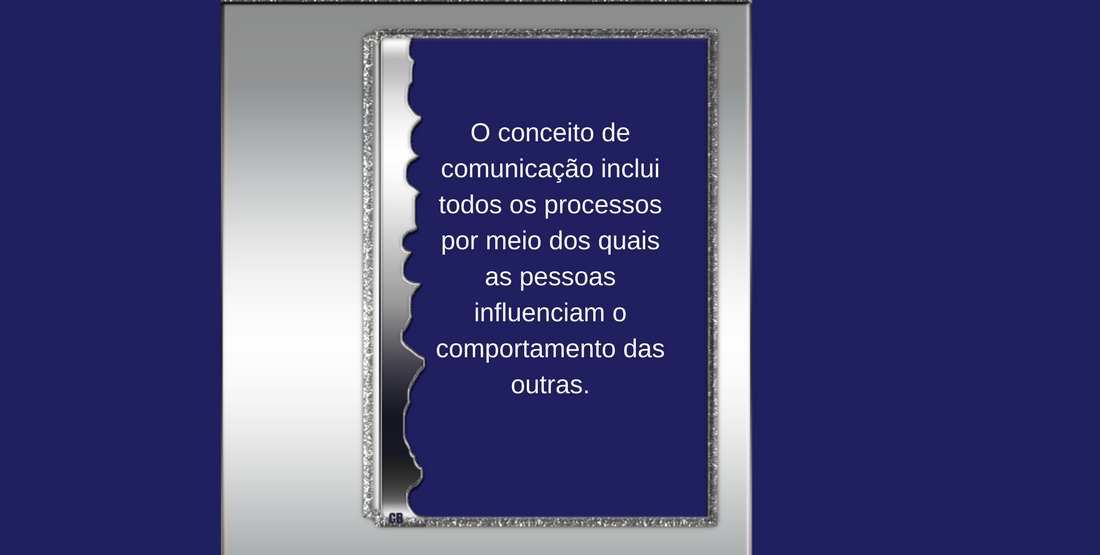 O conceito de
comunicação inclui
todos os processos
por meio dos quais
as pessoas
influenciam o
comportamento das
outras.
CB